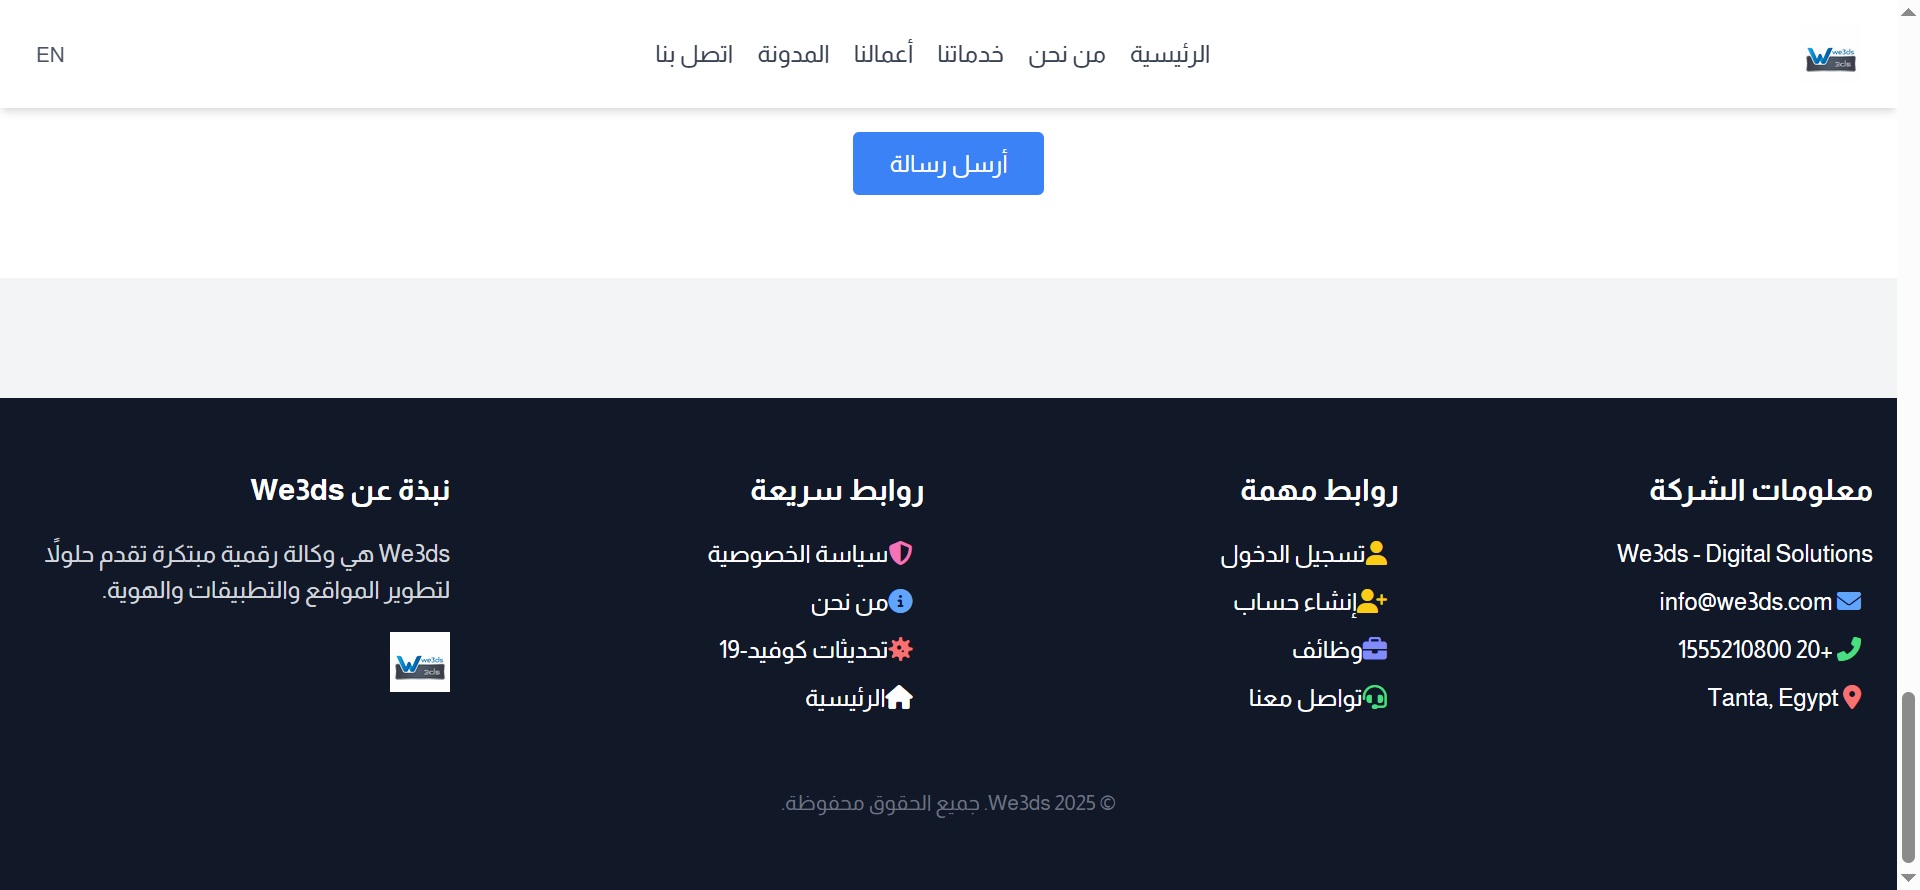 we3ds
3ds
الرئيسية من نحن خدماتنا أعمالنا المدونة اتصل بنا
EN
أرسل رسالة
معلومات الشركة
We3ds - Digital Solutions
info@we3ds.com
+20 1555210800
Tanta, Egypt
روابط مهمة
تسجيل الدخول
إنشاء حساب
وظائف
تواصل معنا
روابط سريعة
سياسة الخصوصية
من نحن
تحديثات كوفيد-19
الرئيسية
نبذة عن We3ds
We3ds هي وكالة رقمية مبتكرة تقدم حلولاً
لتطوير المواقع والتطبيقات والهوية.
we3ds
3ds
© 2025 We3ds. جميع الحقوق محفوظة.